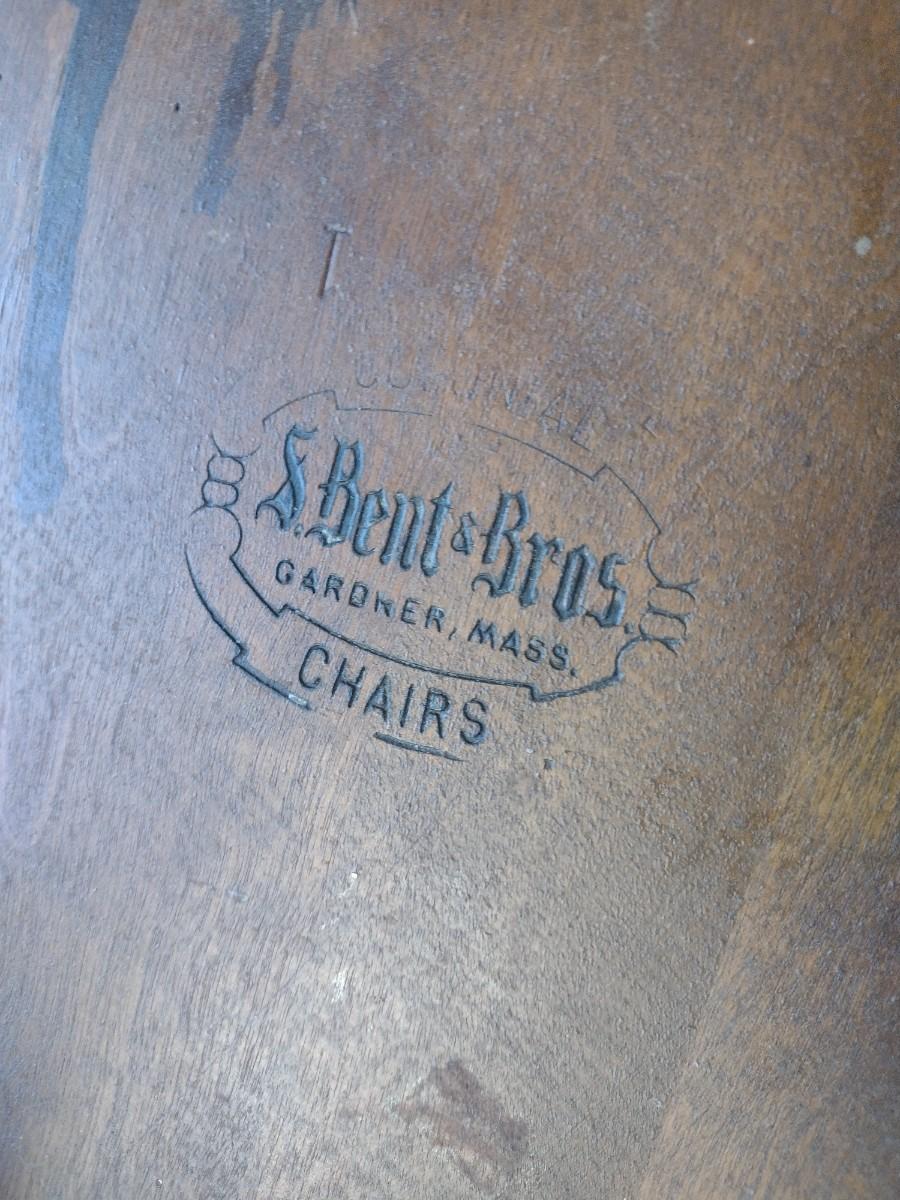 S. Bent & Bros.
GARDNER, MASS.
CHAIRS